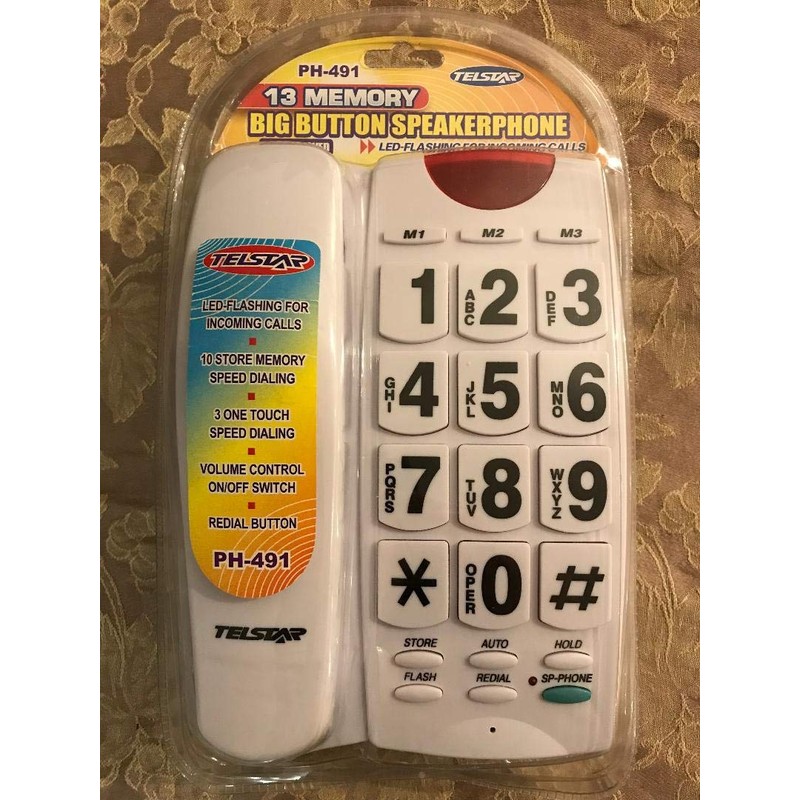 PH-491
TELSTAR
13 MEMORY
BIG BUTTON SPEAKERPHONE
LED-FLASHING FOR INCOMING CALLS
TELSTAR
LED-FLASHING FOR
INCOMING CALLS
10 STORE MEMORY
SPEED DIALING
3 ONE TOUCH
SPEED DIALING
VOLUME CONTROL
ON/OFF SWITCH
REDIAL BUTTON
PH-491
TELSTAR
M1 M2 M3
1 ABC 2 DEF 3
GHI 4 JKL 5 MNO 6
PQRS 7 TUV 8 WXYZ 9
* OPER 0 #
STORE AUTO HOLD
FLASH REDIAL SP-PHONE